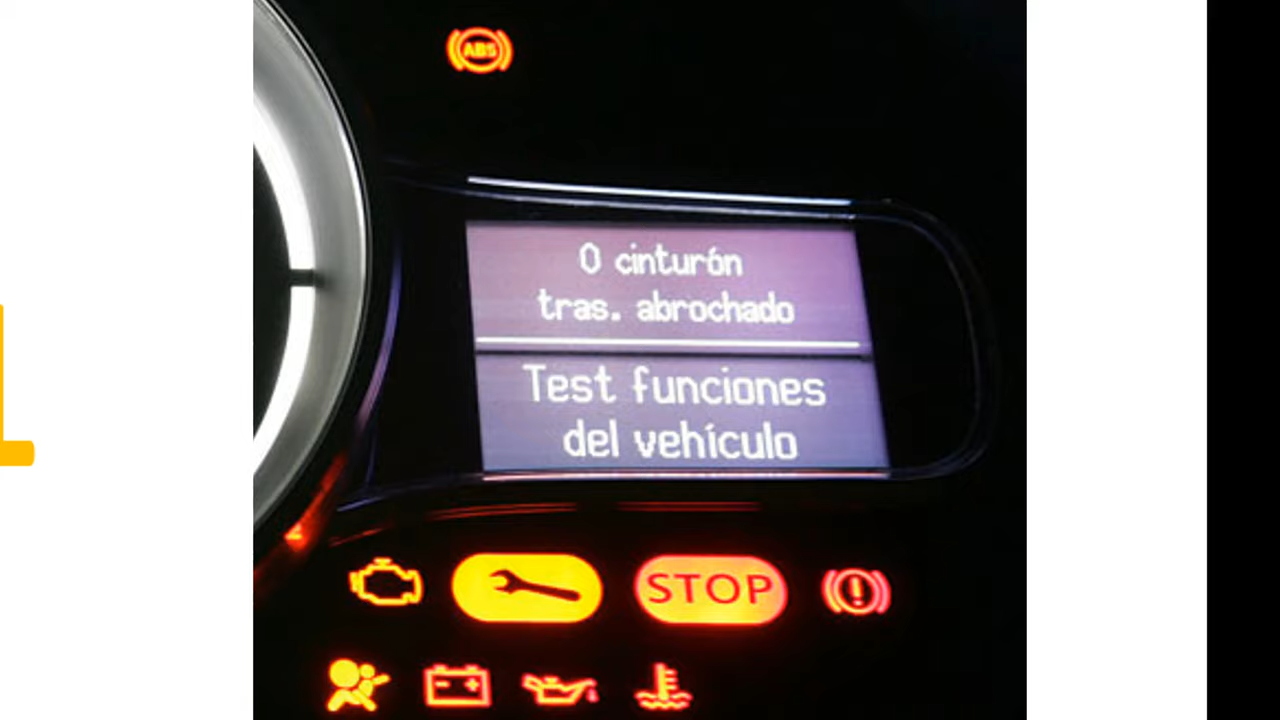 ABS
0 cinturón
tras. abrochado
Test funciones
del vehículo
STOP